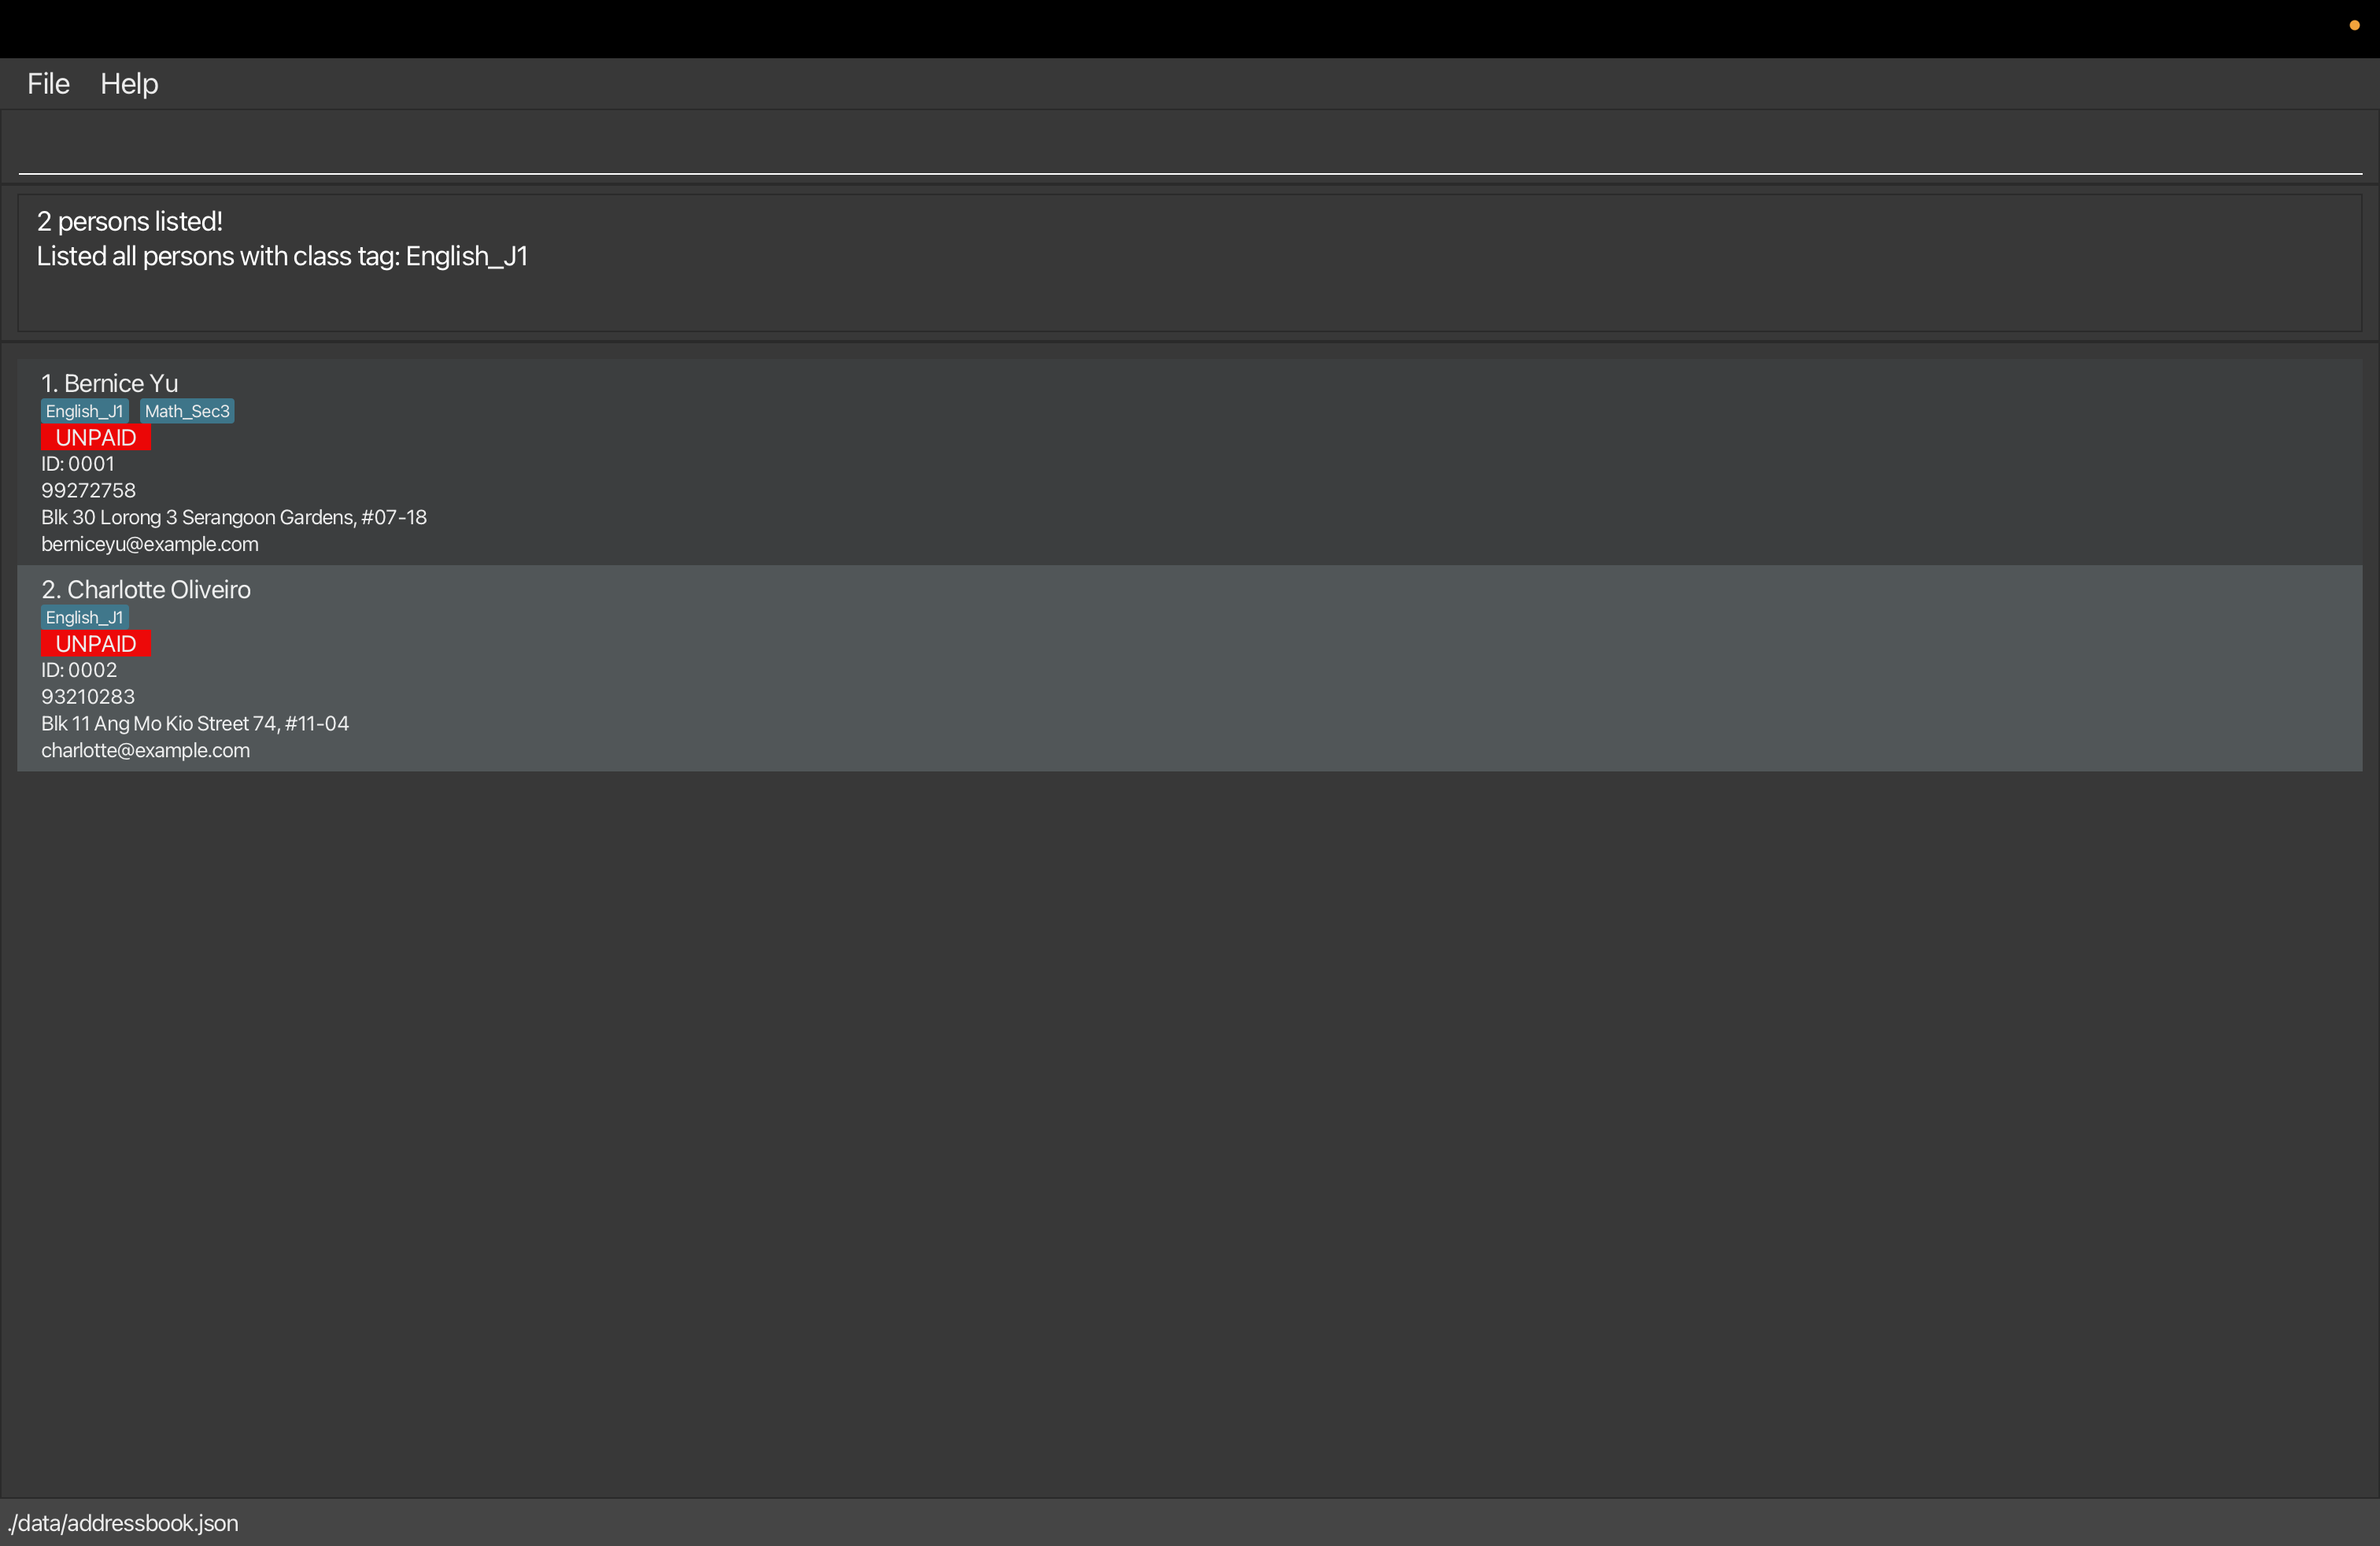 File Help
2 persons listed!
Listed all persons with class tag: English_J1
1. Bernice Yu
English_J1 Math_Sec3
UNPAID
ID: 0001
99272758
Blk 30 Lorong 3 Serangoon Gardens, #07-18
berniceyu@example.com
2. Charlotte Oliveiro
English_J1
UNPAID
ID: 0002
93210283
Blk 11 Ang Mo Kio Street 74, #11-04
charlotte@example.com
./data/addressbook.json